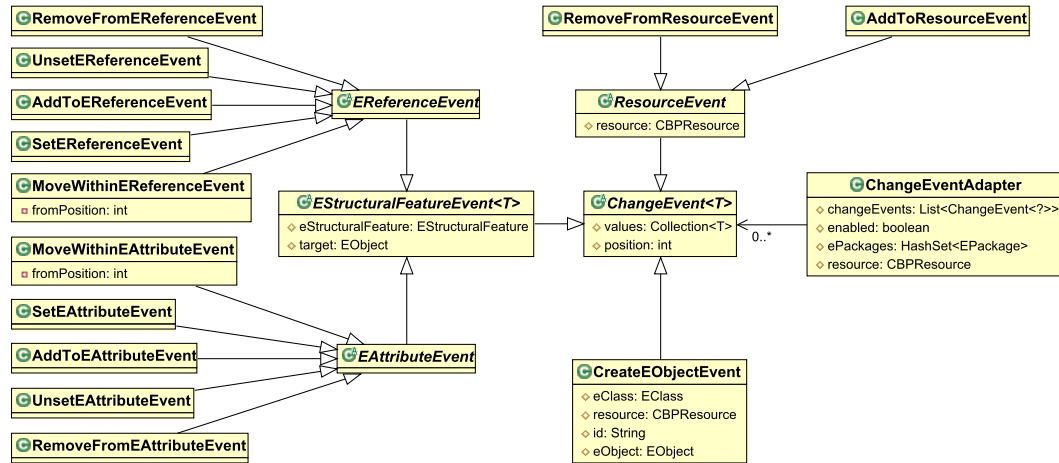 RemoveFromEReferenceEvent
UnsetEReferenceEvent
AddToEReferenceEvent
SetEReferenceEvent
MoveWithinEReferenceEvent
fromPosition: int
MoveWithinEAttributeEvent
fromPosition: int
SetEAttributeEvent
AddToEAttributeEvent
UnsetEAttributeEvent
RemoveFromEAttributeEvent
EReferenceEvent
EStructuralFeatureEvent<T>
eStructuralFeature: EStructuralFeature
target: EObject
EAttributeEvent
RemoveFromResourceEvent
AddToResourceEvent
ResourceEvent
resource: CBPResource
ChangeEvent<T>
values: Collection<T>
position: int
0..*
ChangeEventAdapter
changeEvents: List<ChangeEvent<?>>
enabled: boolean
ePackages: HashSet<EPackage>
resource: CBPResource
CreateEObjectEvent
eClass: EClass
resource: CBPResource
id: String
eObject: EObject